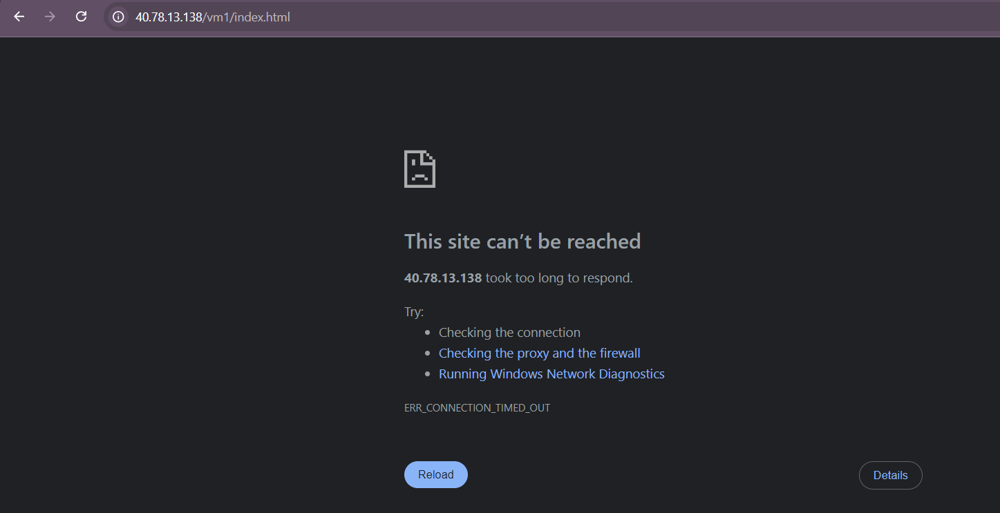 40.78.13.138/vm1/index.html
This site can’t be reached
40.78.13.138 took too long to respond.
Try:
Checking the connection
Checking the proxy and the firewall
Running Windows Network Diagnostics
ERR_CONNECTION_TIMED_OUT
Reload
Details